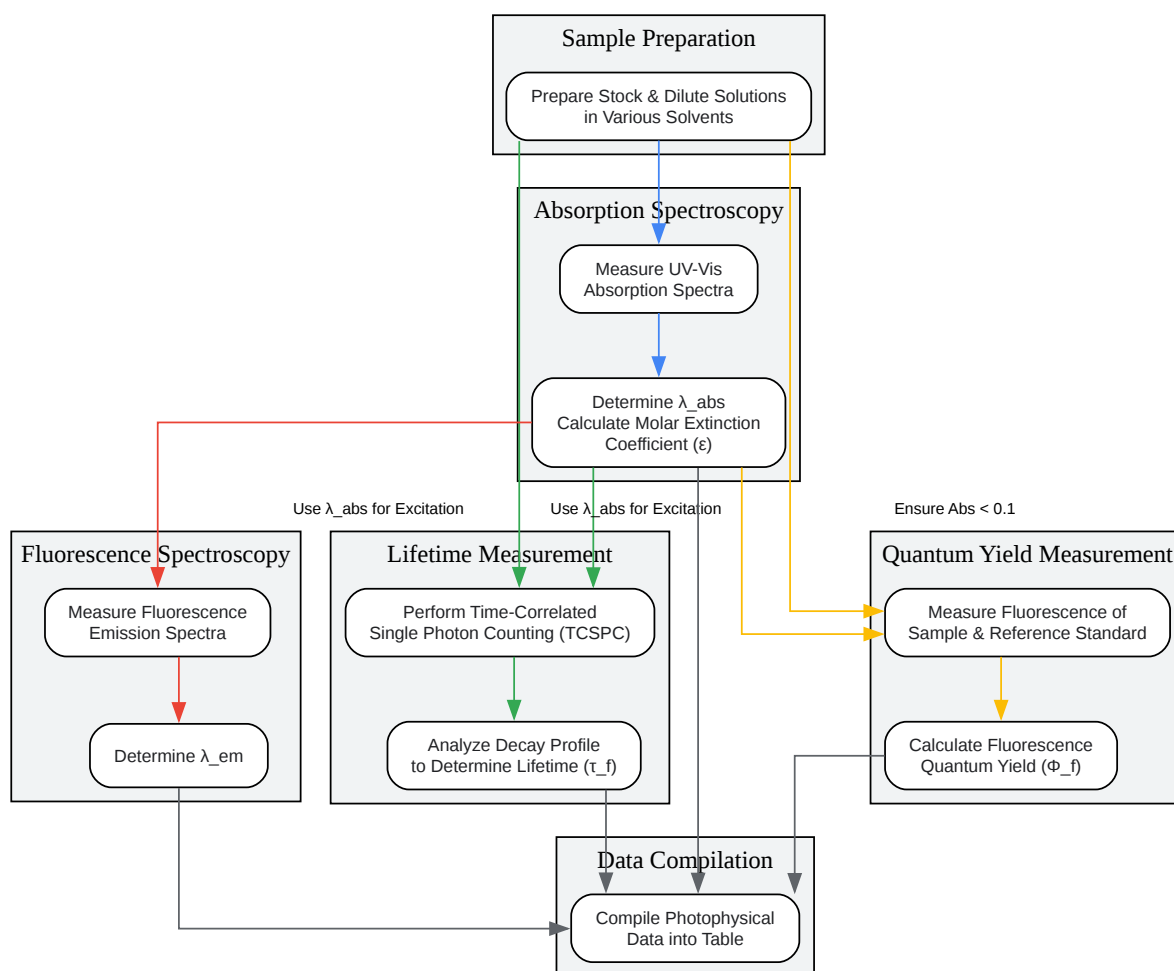 Sample Preparation
Prepare Stock & Dilute Solutions
in Various Solvents
Absorption Spectroscopy
Measure UV-Vis
Absorption Spectra
Determine λ_abs
Calculate Molar Extinction
Coefficient (ε)
Use λ_abs for Excitation
Use λ_abs for Excitation
Ensure Abs < 0.1
Fluorescence Spectroscopy
Measure Fluorescence
Emission Spectra
Determine λ_em
Lifetime Measurement
Perform Time-Correlated
Single Photon Counting (TCSPC)
Analyze Decay Profile
to Determine Lifetime (τ_f)
Quantum Yield Measurement
Measure Fluorescence of
Sample & Reference Standard
Calculate Fluorescence
Quantum Yield (Φ_f)
Data Compilation
Compile Photophysical
Data into Table